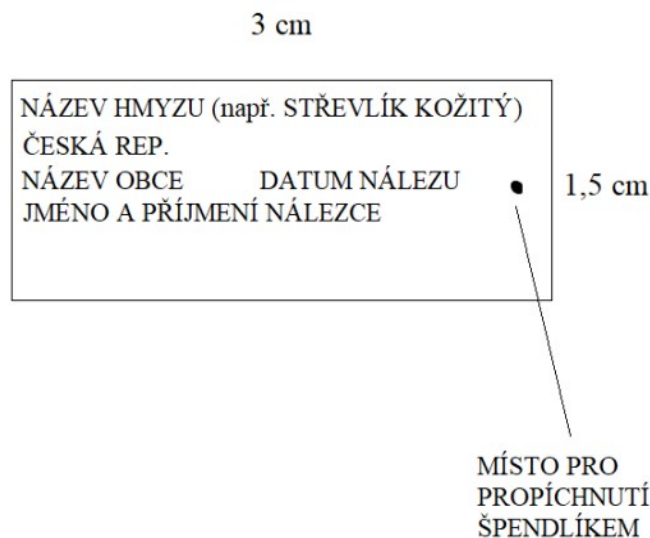 3 cm
NÁZEV HMYZU (např. STŘEVLÍK KOŽITÝ)
ČESKÁ REP.
NÁZEV OBCE DATUM NÁLEZU
1,5 cm
JMÉNO A PŘÍJMENÍ NÁLEZCE
MÍSTO PRO
PROPÍCHNUTÍ
ŠPENDLÍKEM